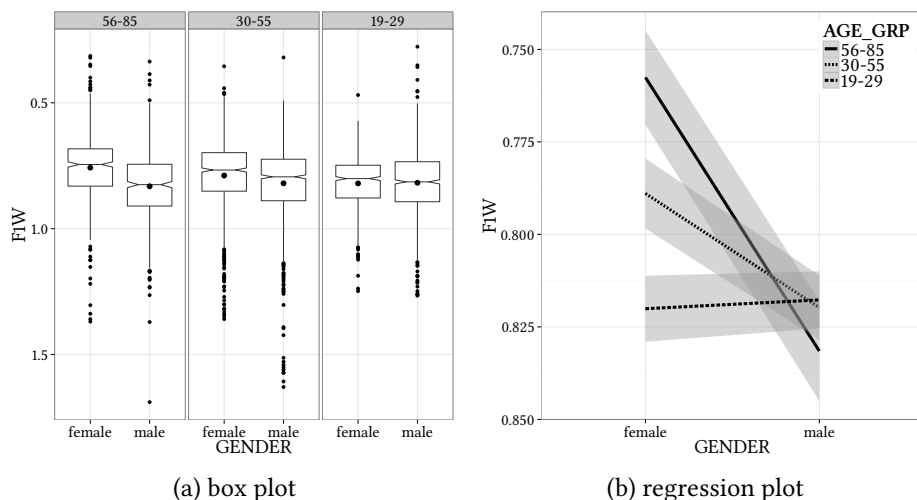 56-85 30-55 19-29
F1W
0.5
1.0
1.5
female male female male female male
GENDER
(a) box plot
AGE_GRP
56-85
30-55
19-29
F1W
0.750
0.775
0.800
0.825
0.850
female male
GENDER
(b) regression plot